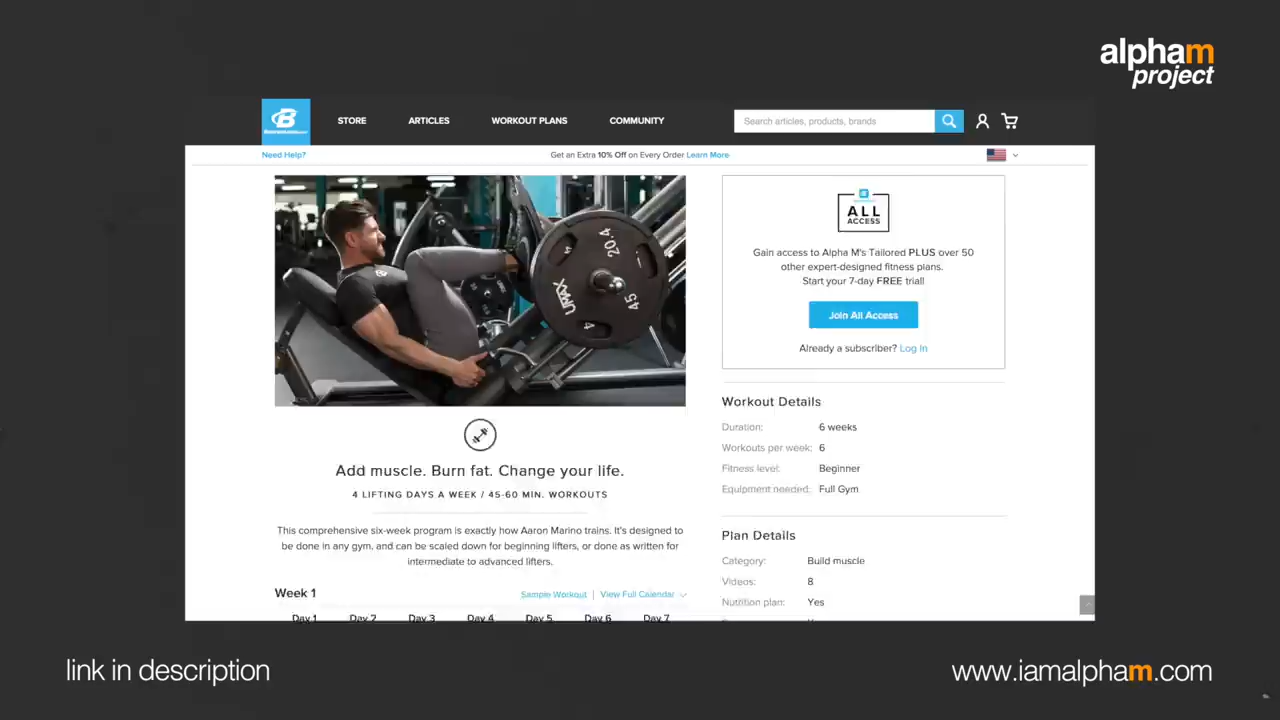 alpham
project
STORE ARTICLES WORKOUT PLANS COMMUNITY
Search articles, products, brands
Need Help?
Get an Extra 10% Off on Every Order Learn More
20.4
45
UMAX
ALL
ACCESS
Gain access to Alpha M's Tailored PLUS over 50
other expert-designed fitness plans.
Start your 7-day FREE trial!
Join All Access
Already a subscriber? Log In
Add muscle. Burn fat. Change your life.
4 LIFTING DAYS A WEEK / 45-60 MIN. WORKOUTS
This comprehensive six-week program is exactly how Aaron Marino trains. It's designed to
be done in any gym, and can be scaled down for beginning lifters, or done as written for
intermediate to advanced lifters.
Week 1
Sample Workout | View Full Calendar
Day 1 Day 2 Day 3 Day 4 Day 5 Day 6 Day 7
Workout Details
Duration: 6 weeks
Workouts per week: 6
Fitness level: Beginner
Equipment needed: Full Gym
Plan Details
Category: Build muscle
Videos: 8
Nutrition plan: Yes
link in description
www.iamalpham.com